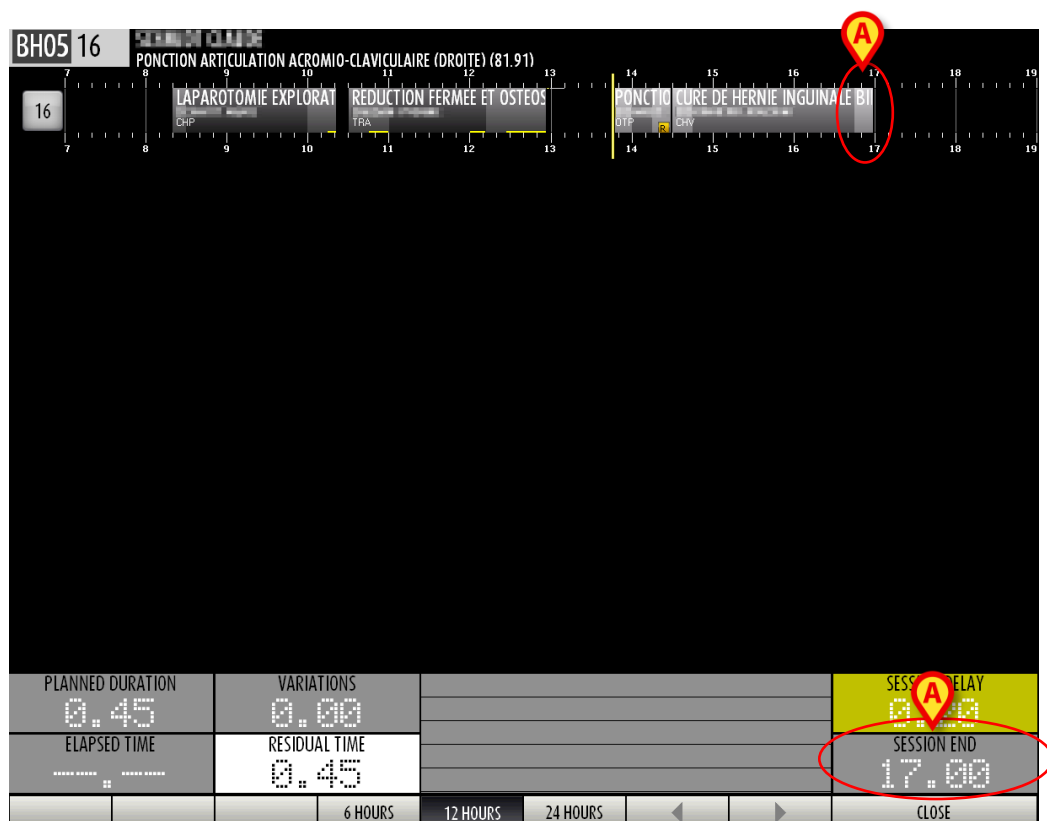 A
BH05 16
PONCTION ARTICULATION ACROMIO-CLAVICULAIRE (DROITE) (81.91)
7 8 9 10 11 12 13 14 15 16 17 18 19
16 LAPAROTOMIE EXPLORAT REDUCTION FERMEE ET OSTEOS PONCTIO CURE DE HERNIE INGUINALE BI
CHP TRA OTP R CHV
7 8 9 10 11 12 13 14 15 16 17 18 19
PLANNED DURATION VARIATIONS A DELAY
0.45 0.00 0.20
ELAPSED TIME RESIDUAL TIME SESSION END
--.-- 0.45 17.00
6 HOURS 12 HOURS 24 HOURS CLOSE